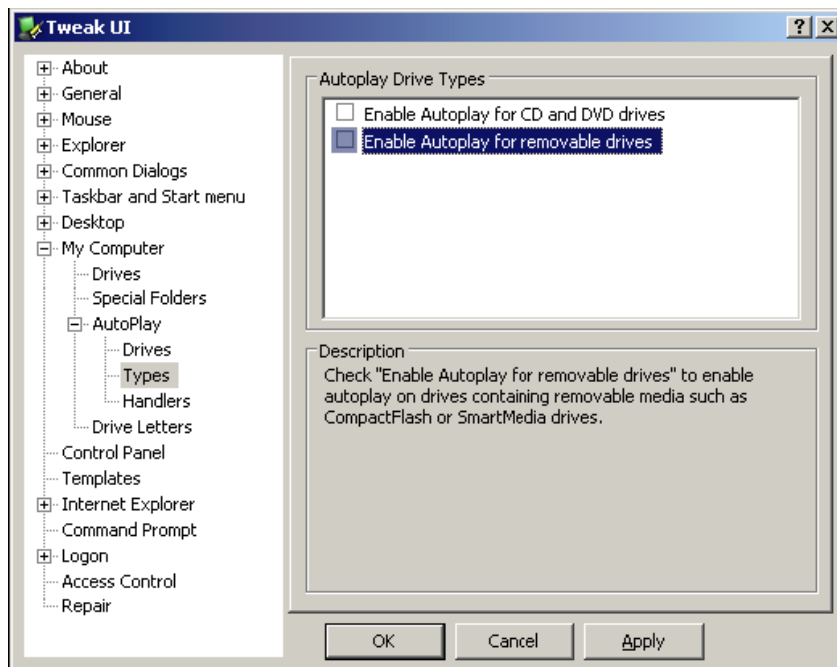 Tweak UI
About
General
Mouse
Explorer
Common Dialogs
Taskbar and Start menu
Desktop
My Computer
Drives
Special Folders
AutoPlay
Drives
Types
Handlers
Drive Letters
Control Panel
Templates
Internet Explorer
Command Prompt
Logon
Access Control
Repair
Autoplay Drive Types
Enable Autoplay for CD and DVD drives
Enable Autoplay for removable drives
Description
Check "Enable Autoplay for removable drives" to enable
autoplay on drives containing removable media such as
CompactFlash or SmartMedia drives.
OK
Cancel
Apply